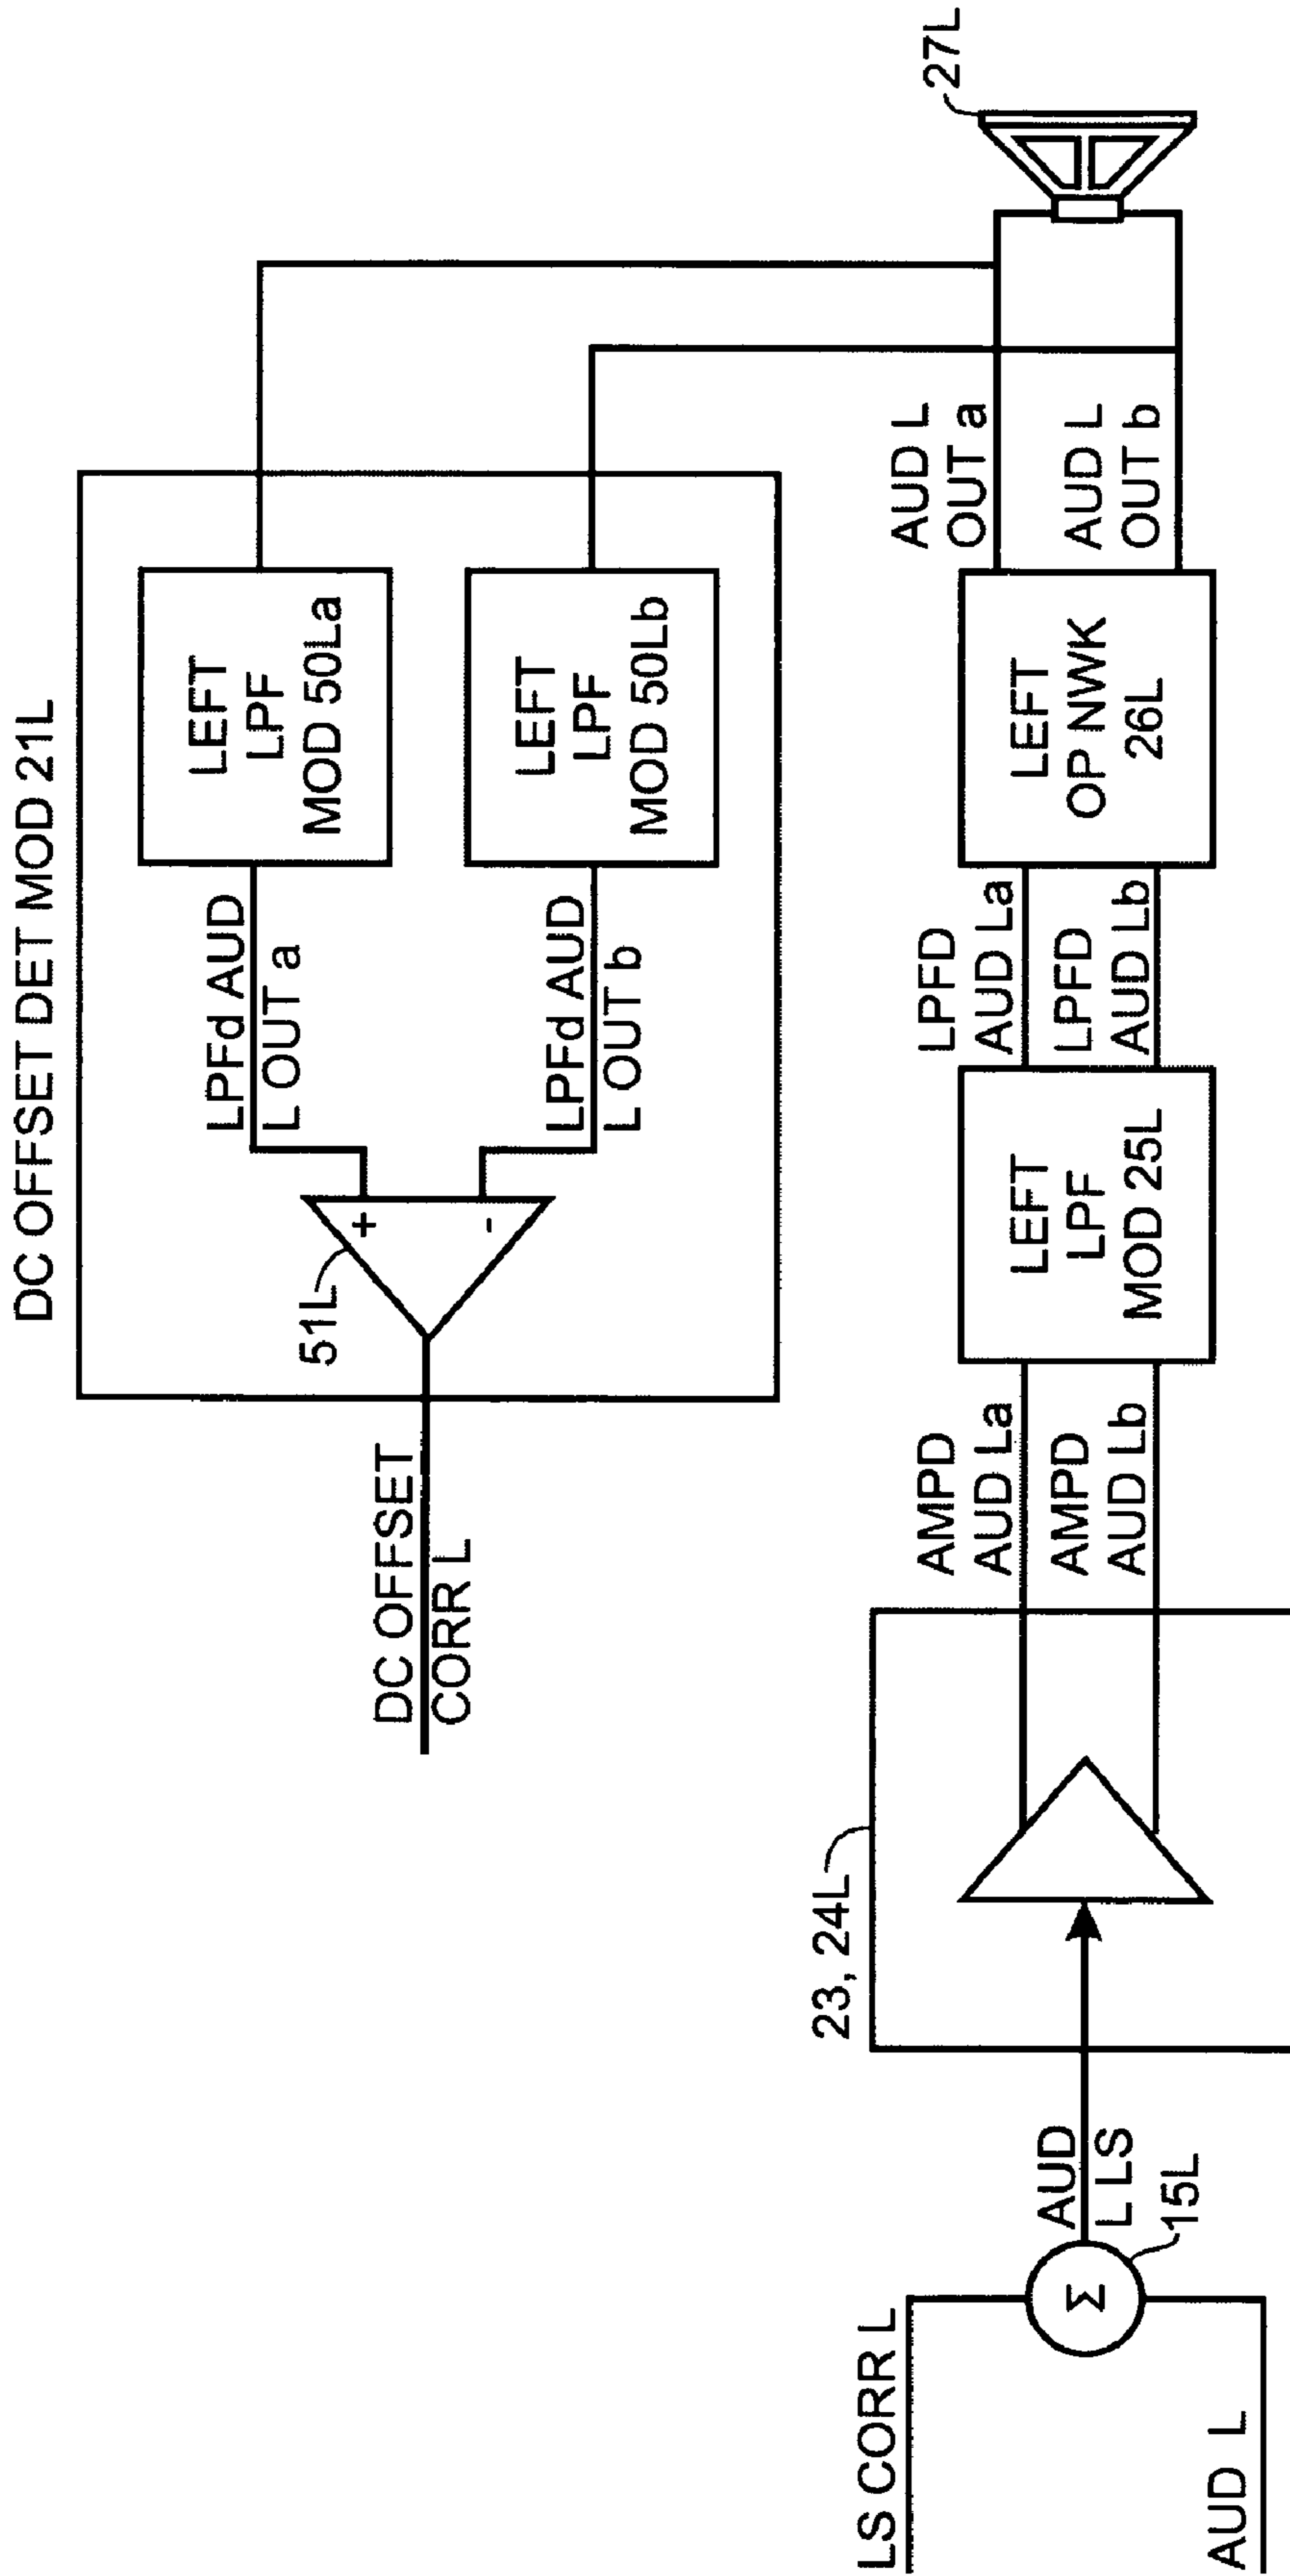 DC OFFSET DET MOD 21L
LEFT
LPF
MOD 50La
LPFd AUD
L OUT a
51L
+
-
LEFT
LPF
MOD 50Lb
LPFd AUD
L OUT b
DC OFFSET
CORR L
LS CORR L
AUD L
Σ
15L
AUD
L LS
23, 24L
AMPD
AUD La
AMPD
AUD Lb
LEFT
LPF
MOD 25L
LPFD
AUD La
LPFD
AUD Lb
LEFT
OP NWK
26L
AUD L
OUT a
AUD L
OUT b
27L